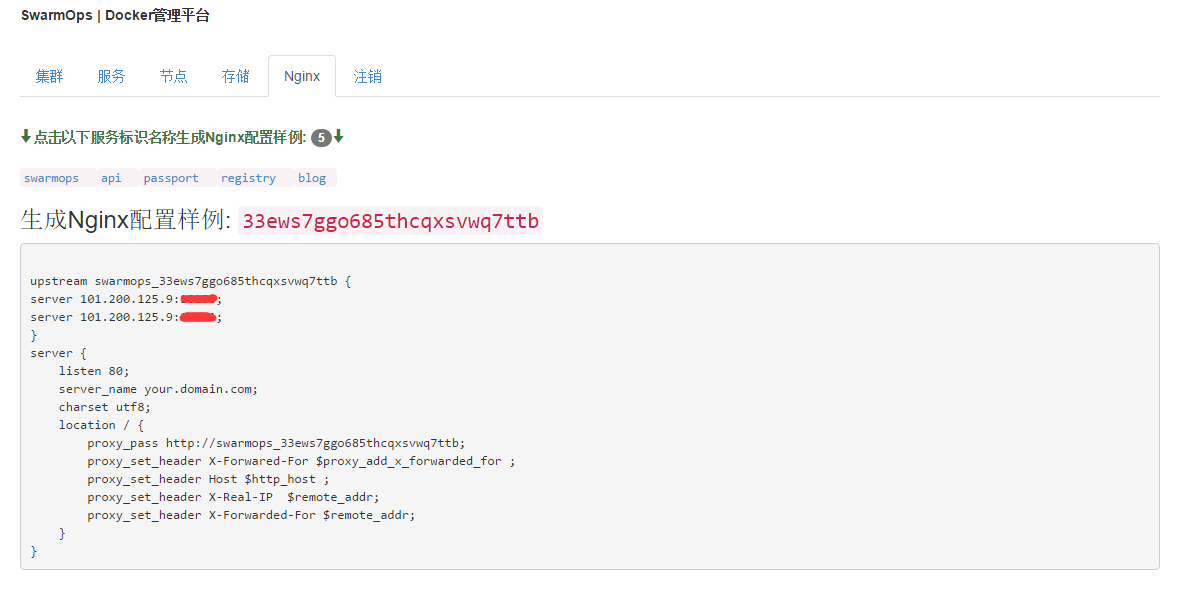 SwarmOps | Docker管理平台
集群 服务 节点 存储 Nginx 注销
点击以下服务标识名称生成Nginx配置样例: 5
swarmops api passport registry blog
生成Nginx配置样例: 33ews7ggo685thcqxsvwq7ttb
upstream swarmops_33ews7ggo685thcqxsvwq7ttb {
server 101.200.125.9: ;
server 101.200.125.9: ;
}
server {
listen 80;
server_name your.domain.com;
charset utf8;
location / {
proxy_pass http://swarmops_33ews7ggo685thcqxsvwq7ttb;
proxy_set_header X-Forwared-For $proxy_add_x_forwarded_for ;
proxy_set_header Host $http_host ;
proxy_set_header X-Real-IP  $remote_addr;
proxy_set_header X-Forwarded-For $remote_addr;
}
}